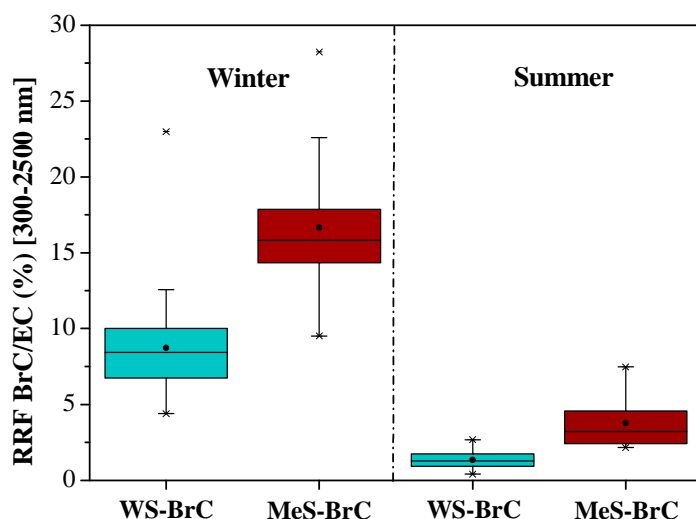 RRF BrC/EC (%) [300-2500 nm]
30
25
20
15
10
5
0
Winter
Summer
WS-BrC
MeS-BrC
WS-BrC
MeS-BrC